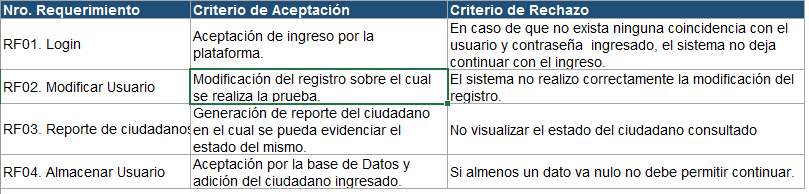 Nro. Requerimiento Criterio de Aceptación Criterio de Rechazo
RF01. Login
Aceptación de ingreso por la
plataforma.
En caso de que no exista ninguna coincidencia con el
usuario y contraseña ingresado, el sistema no deja
continuar con el ingreso.
RF02. Modificar Usuario
Modificación del registro sobre el cual
se realiza la prueba.
El sistema no realizo correctamente la modificación del
registro.
RF03. Reporte de ciudadanos
Generación de reporte del ciudadano
en el cual se pueda evidenciar el
estado del mismo.
No visualizar el estado del ciudadano consultado
RF04. Almacenar Usuario
Aceptación por la base de Datos y
adición del ciudadano ingresado.
Si almenos un dato va nulo no debe permitir continuar.